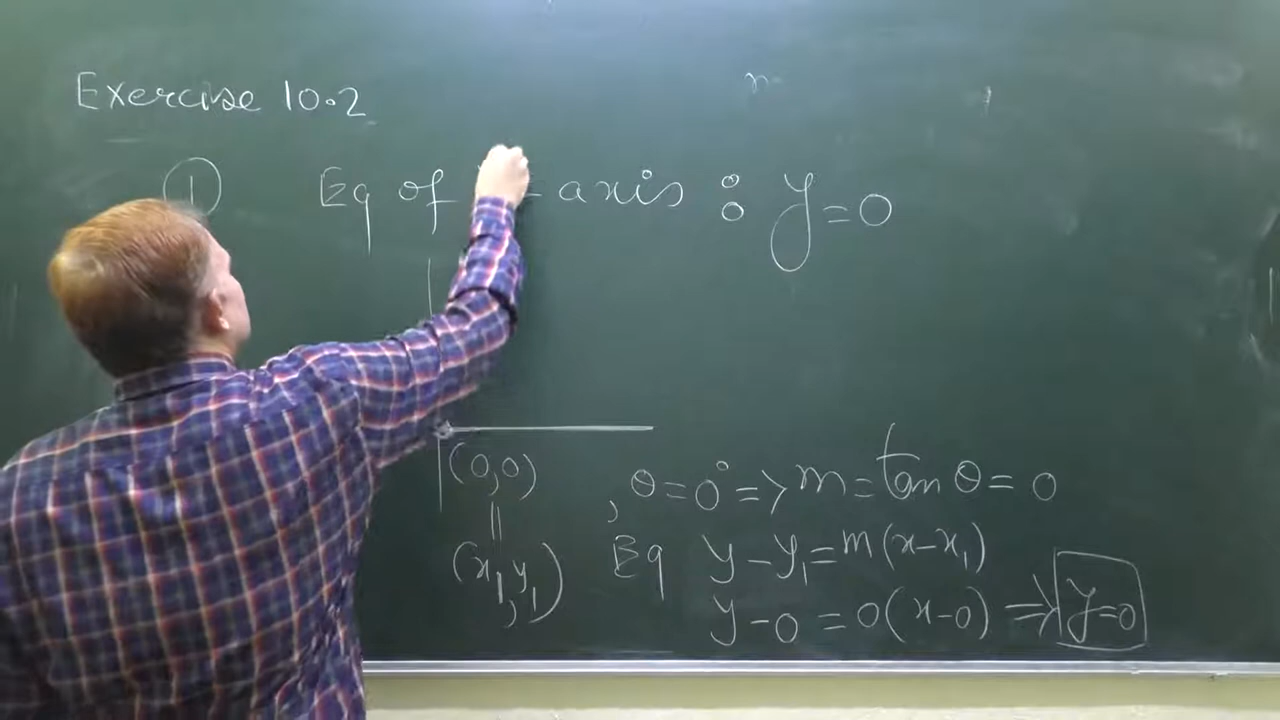 Exercise 10.2
1 Eq of - axis : y=0
(0,0)
, θ=0° => m=tan θ= 0
=
(x1,y1)
Eq y-y1=m(x-x1)
y-0=0(x-0) => y=0